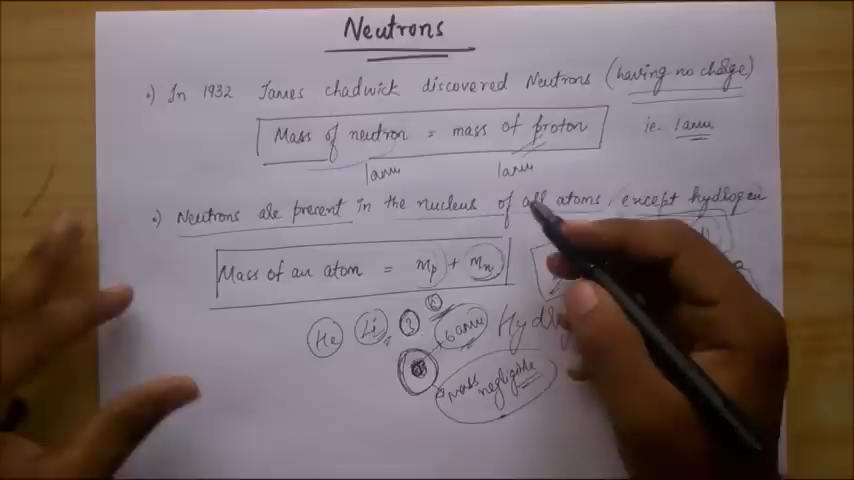 Neutrons
•) In 1932 James chadwick discovered Neutrons (having no charge)
Mass of neutron = mass of proton ie. 1amu
1amu 1amu
•) Neutrons are present in the nucleus of all atoms, except hydrogen
Mass of an atom = mp + mn
He Li, 3 6 6amu
Mass negligible